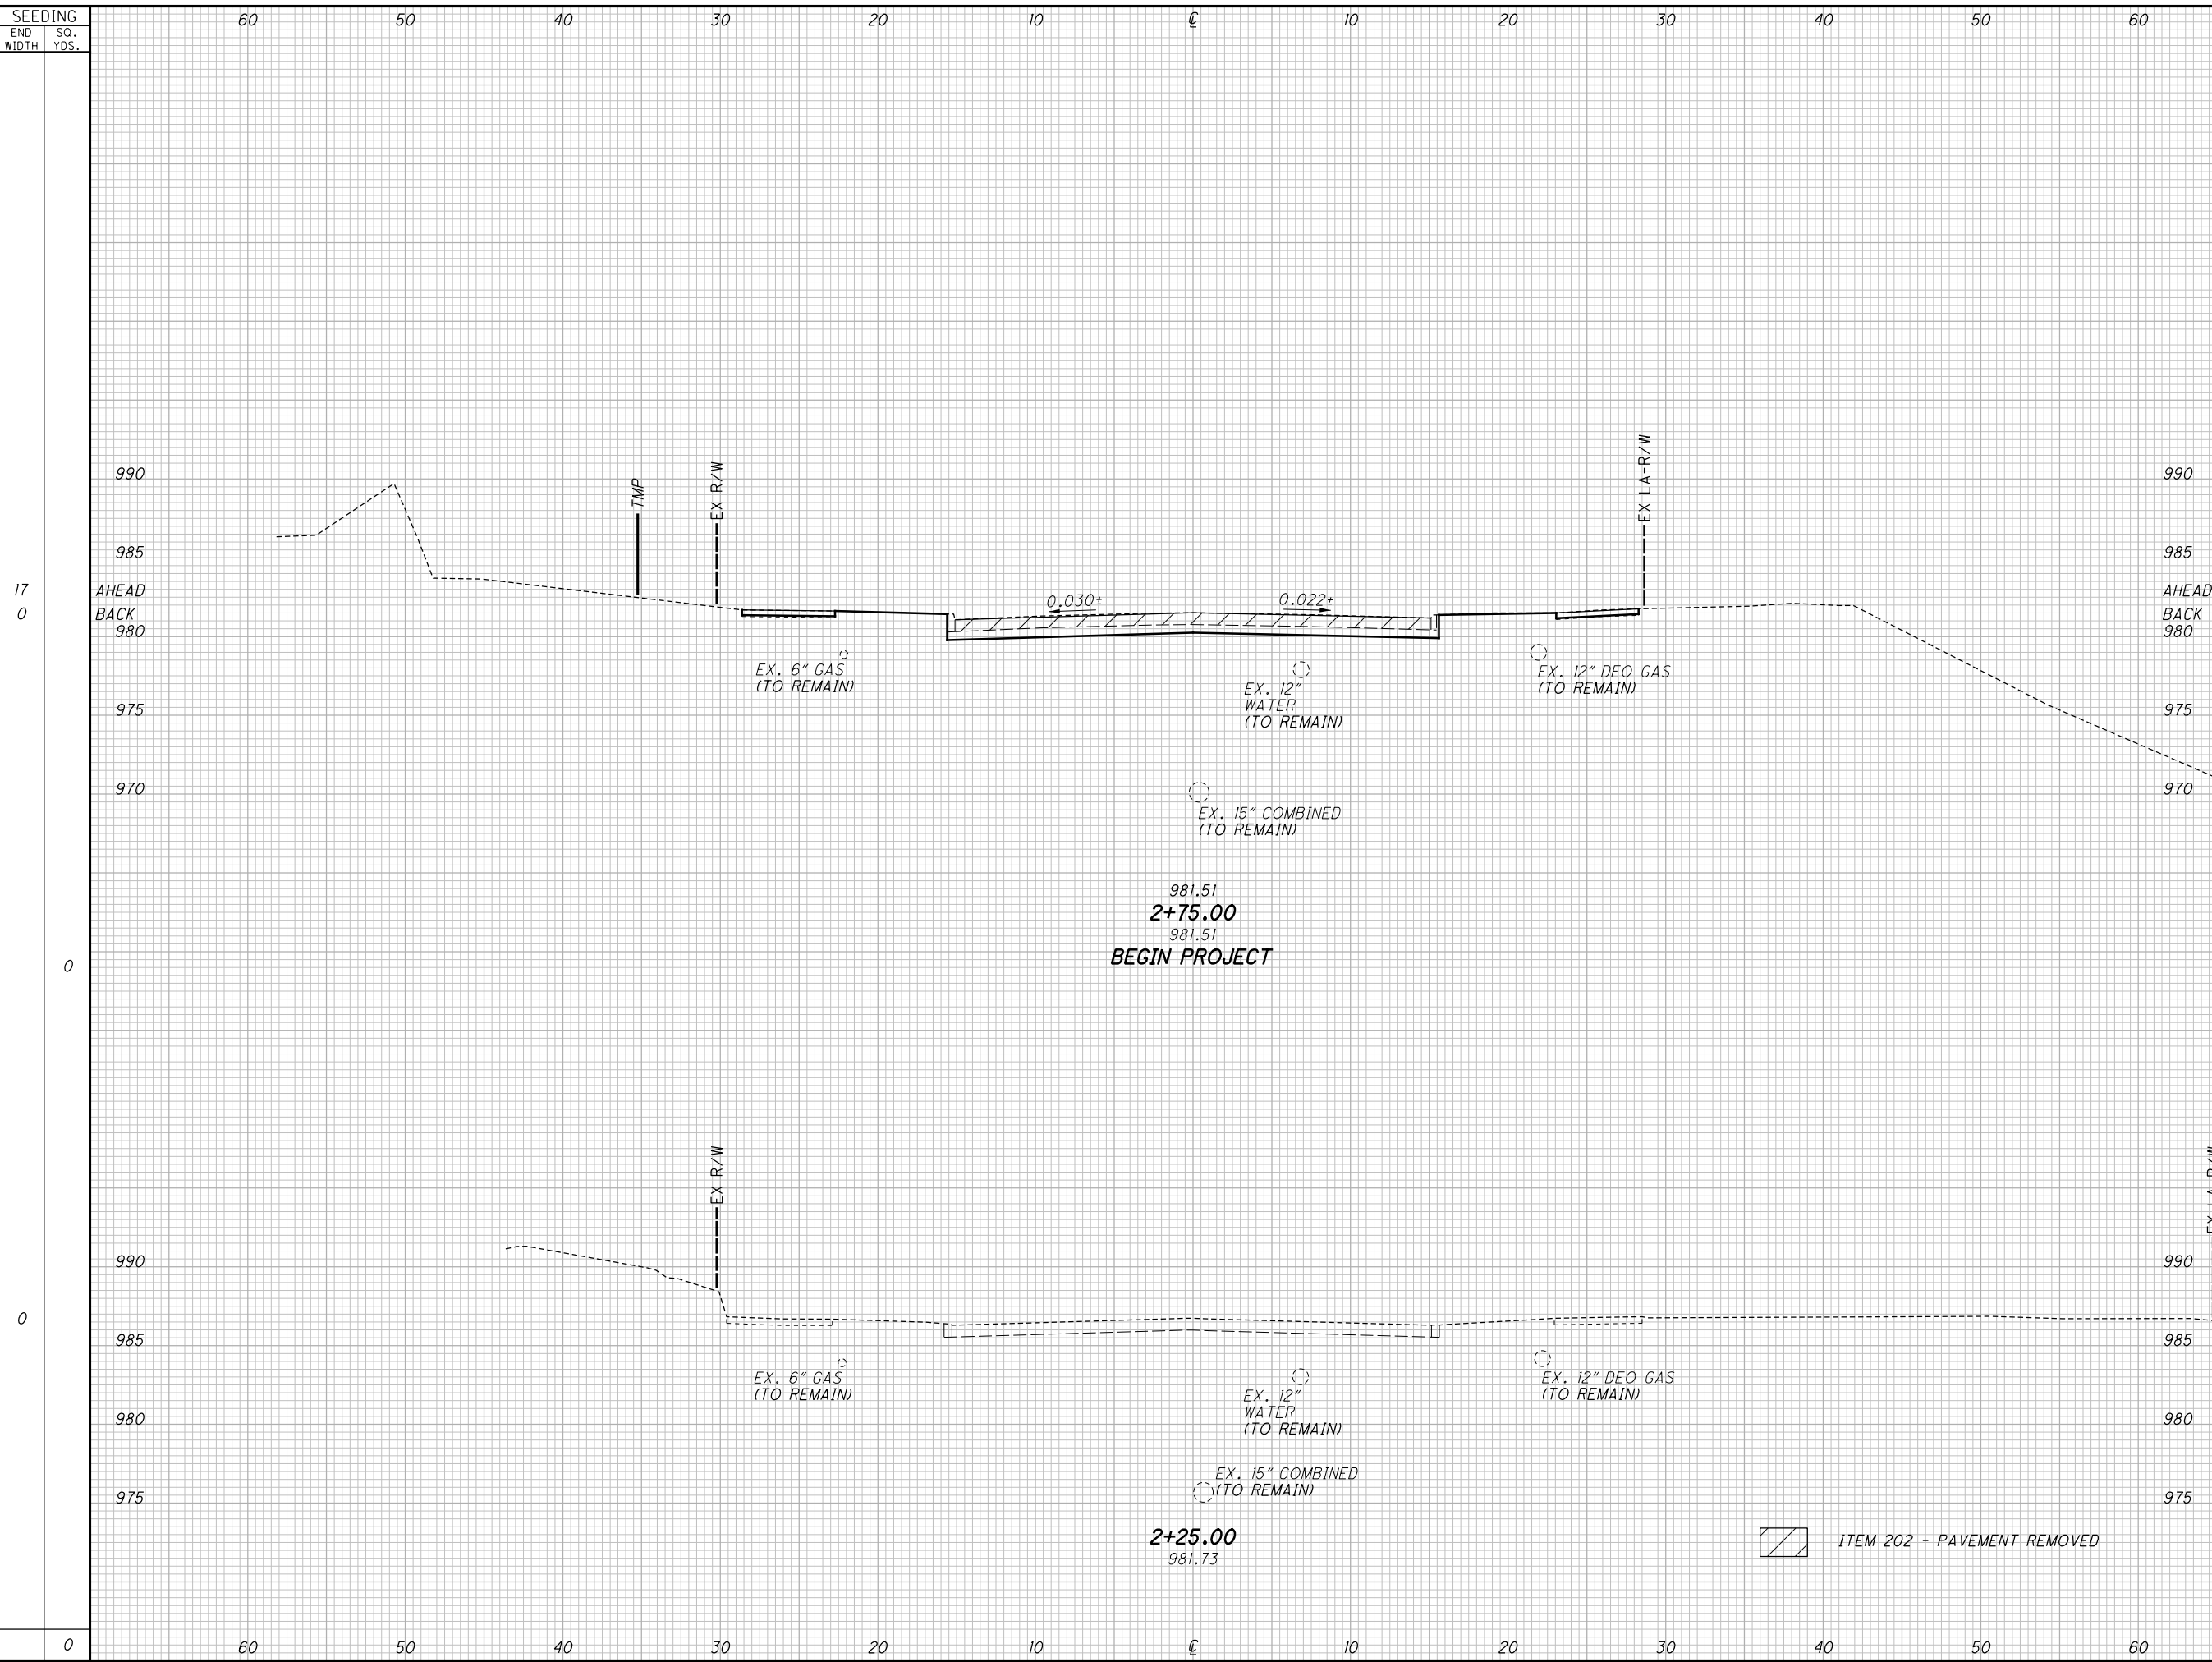 SEEDING
END WIDTH
SQ. YDS.
60 50 40 30 20 10 ℄ 10 20 30 40 50 60
EX LA-R/W
EX R/W
TMP
990 990
985 985
17 AHEAD AHEAD
0 BACK BACK
0.030± 0.022±
980 980
EX. 6" GAS
(TO REMAIN)
EX. 12"
WATER
(TO REMAIN)
EX. 12" DEO GAS
(TO REMAIN)
975 975
970 970
EX. 15" COMBINED
(TO REMAIN)
981.51
2+75.00
981.51
BEGIN PROJECT
0
EX R/W
EX LA-R/W
990 990
0
985 985
EX. 6" GAS
(TO REMAIN)
EX. 12"
WATER
(TO REMAIN)
EX. 12" DEO GAS
(TO REMAIN)
980 980
EX. 15" COMBINED
(TO REMAIN)
975 975
2+25.00
981.73
ITEM 202 - PAVEMENT REMOVED
0
60 50 40 30 20 10 ℄ 10 20 30 40 50 60